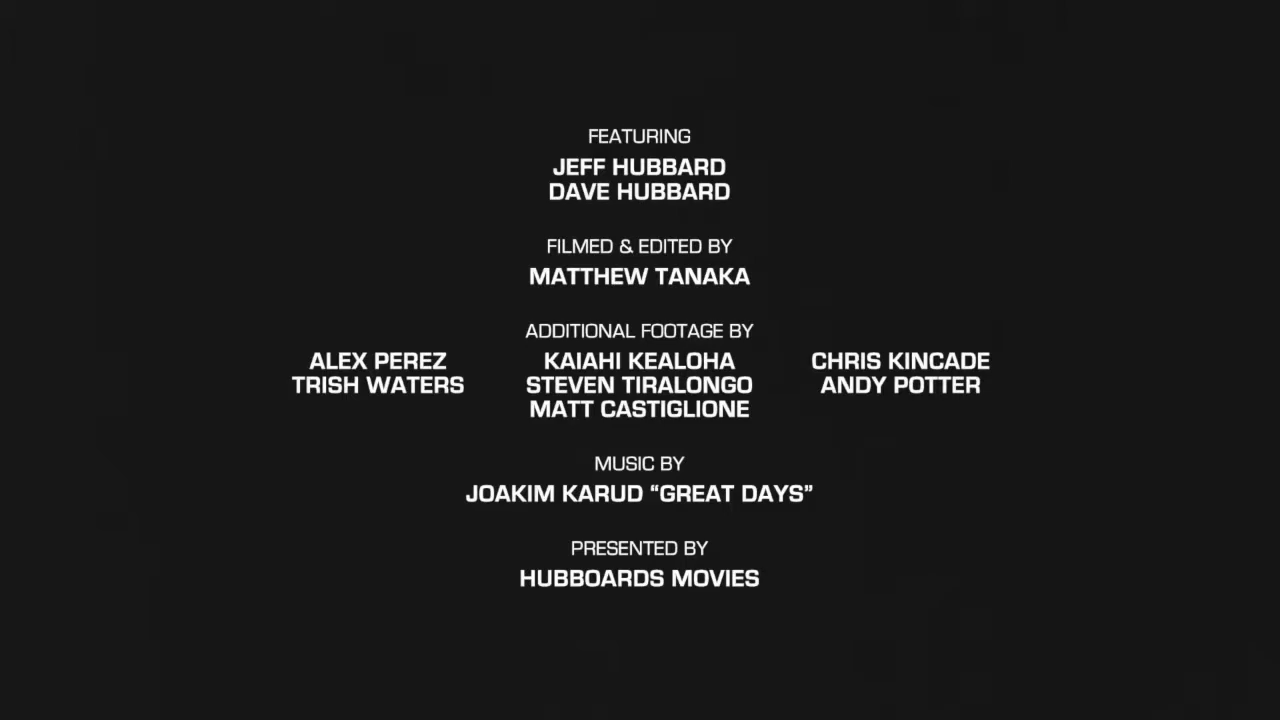 FEATURING
JEFF HUBBARD
DAVE HUBBARD
FILMED & EDITED BY
MATTHEW TANAKA
ADDITIONAL FOOTAGE BY
ALEX PEREZ KAIAHI KEALOHA CHRIS KINCADE
TRISH WATERS STEVEN TIRALONGO ANDY POTTER
MATT CASTIGLIONE
MUSIC BY
JOAKIM KARUD “GREAT DAYS”
PRESENTED BY
HUBBOARDS MOVIES